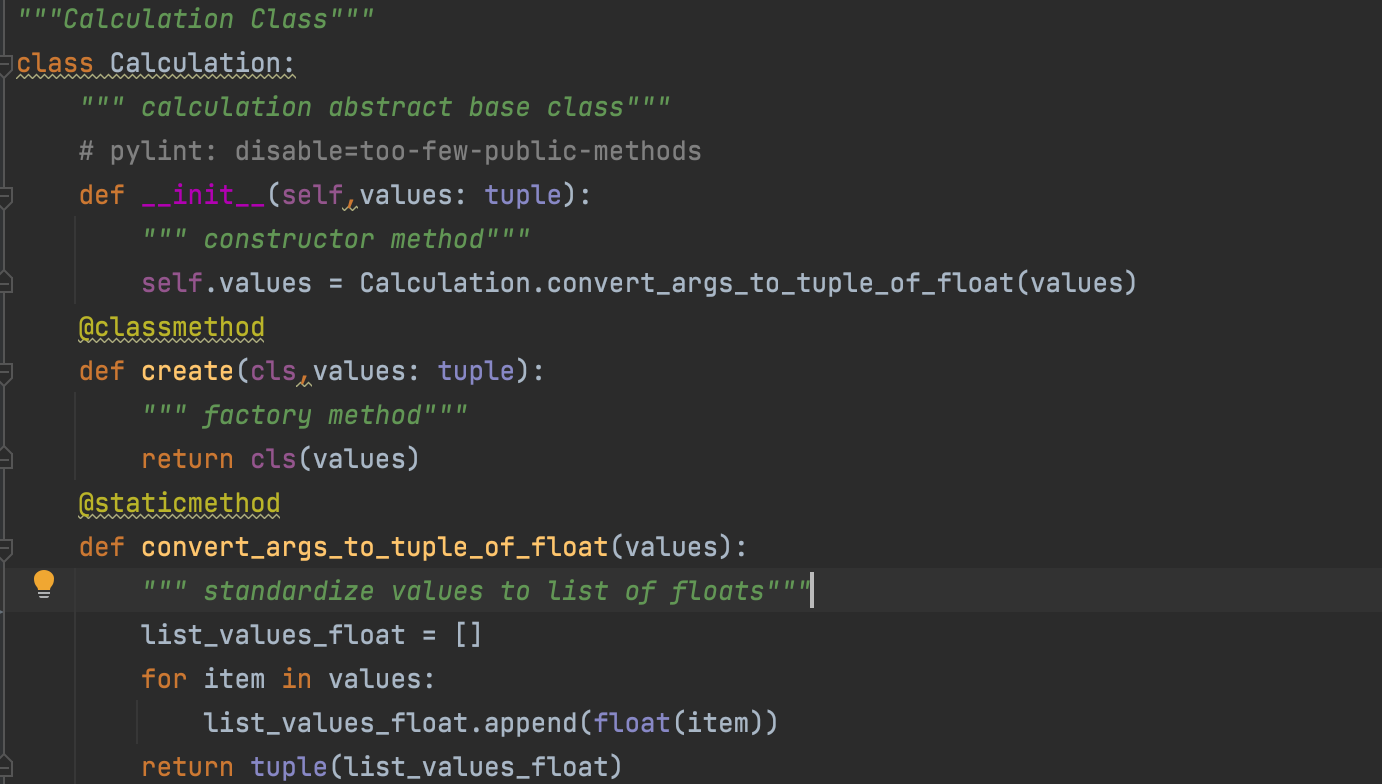 """Calculation Class"""
class Calculation:
    """ calculation abstract base class"""
    # pylint: disable=too-few-public-methods
    def __init__(self,values: tuple):
        """ constructor method"""
        self.values = Calculation.convert_args_to_tuple_of_float(values)
    @classmethod
    def create(cls,values: tuple):
        """ factory method"""
        return cls(values)
    @staticmethod
    def convert_args_to_tuple_of_float(values):
        """ standardize values to list of floats"""
        list_values_float = []
        for item in values:
            list_values_float.append(float(item))
        return tuple(list_values_float)